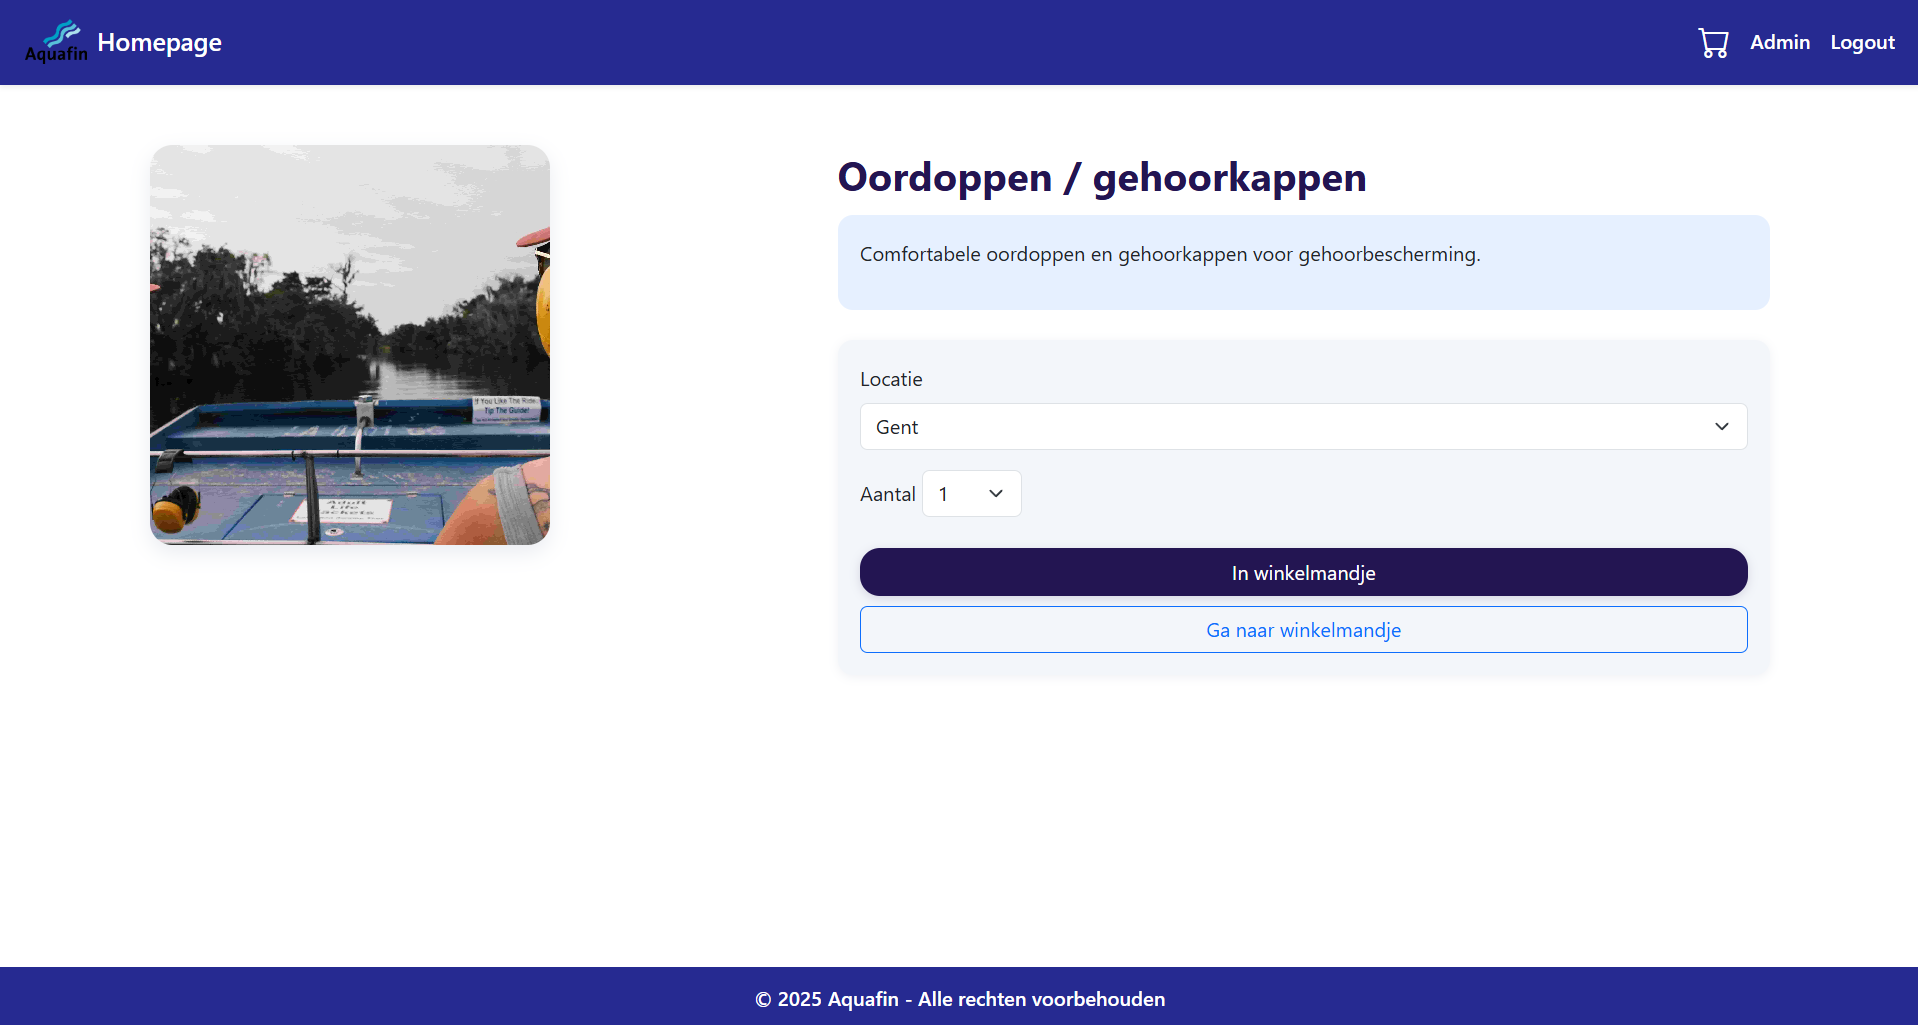 Aquafin
Homepage
Admin
Logout
If You Like The Ride,
Tip The Guide!
Adult
Life
Jackets
Oordoppen / gehoorkappen
Comfortabele oordoppen en gehoorkappen voor gehoorbescherming.
Locatie
Gent
Aantal
1
In winkelmandje
Ga naar winkelmandje
© 2025 Aquafin - Alle rechten voorbehouden